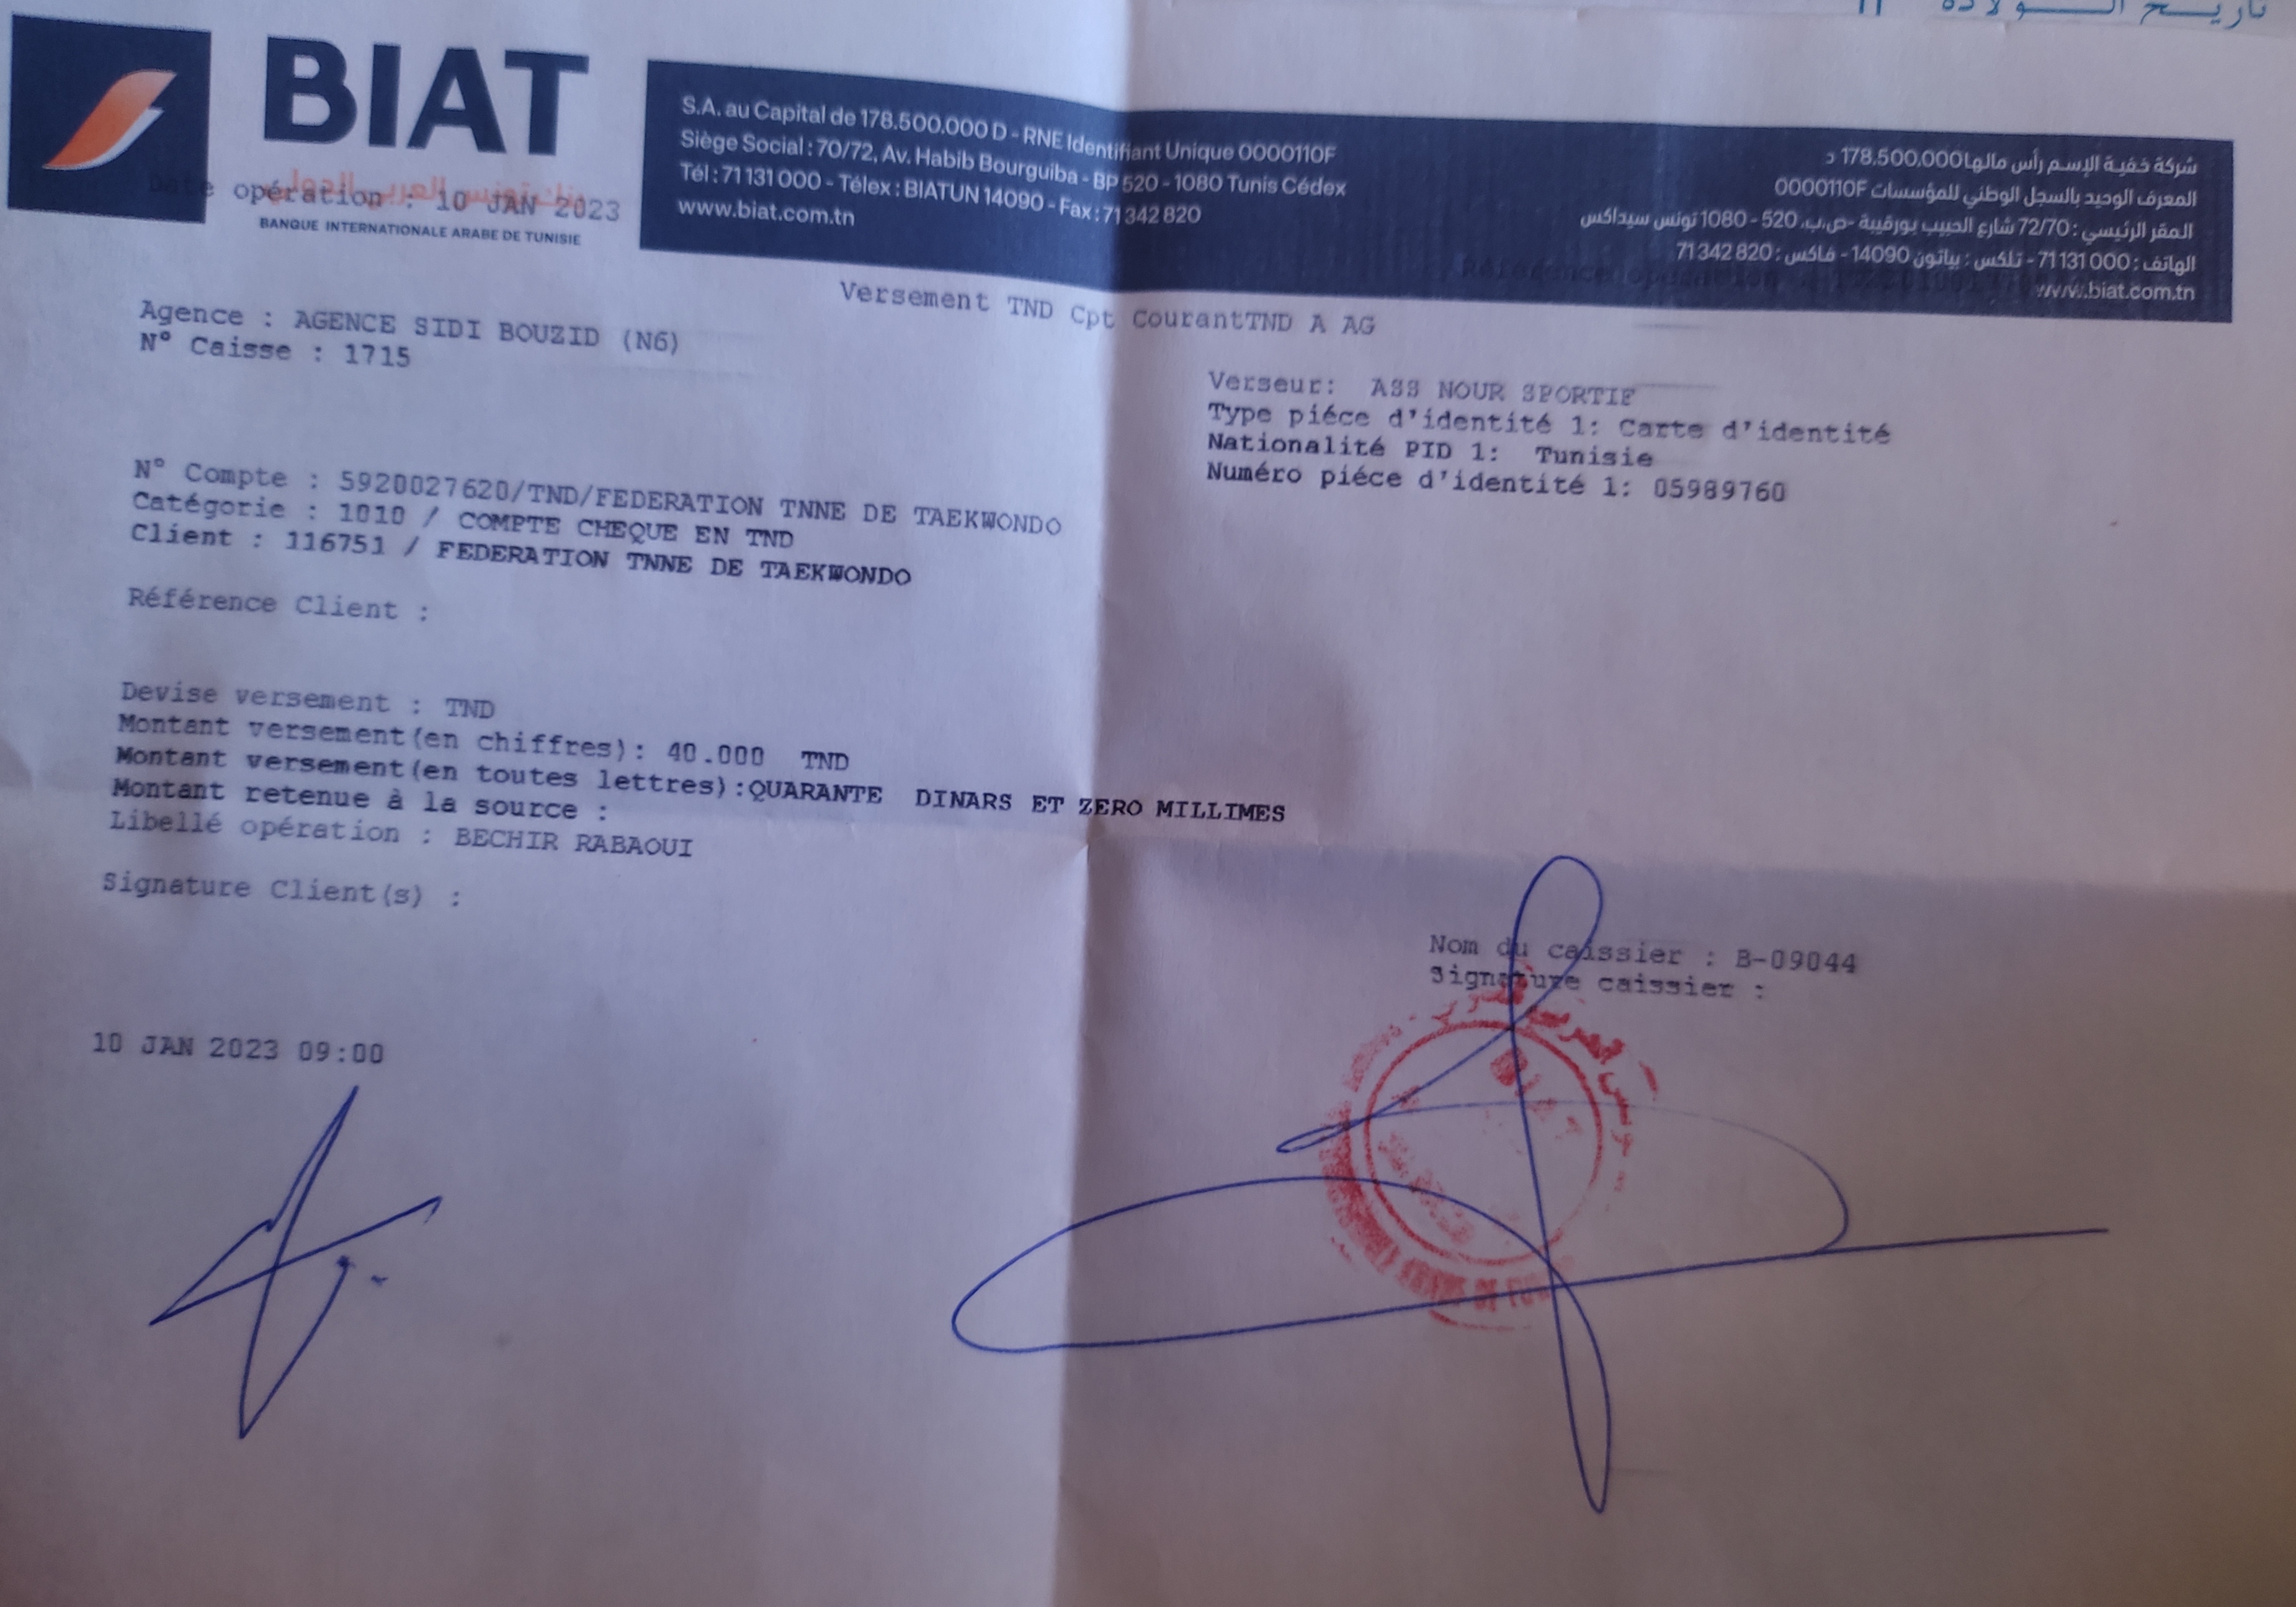 تاريخ الولادة
BIAT
بنك تونس العربي الدولي
Date opération : 10 JAN 2023
BANQUE INTERNATIONALE ARABE DE TUNISIE
S.A. au Capital de 178.500.000 D - RNE Identifiant Unique 0000110F
Siège Social : 70/72, Av. Habib Bourguiba - BP 520 - 1080 Tunis Cédex
Tél : 71 131 000 - Télex : BIATUN 14090 - Fax : 71 342 820
www.biat.com.tn
شركة خفية الإسم رأس مالها 178.500.000 د
المعرف الوحيد بالسجل الوطني للمؤسسات 0000110F
المقر الرئيسي : 72/70 شارع الحبيب بورقيبة -ص.ب. 520 - 1080 تونس سيداكس
الهاتف : 71131 000 - تلكس : بياتون 14090 - فاكس : 71 342 820
Référence opération :
www.biat.com.tn
Versement TND Cpt CourantTND A AG
Agence : AGENCE SIDI BOUZID (N6)
N° Caisse : 1715
Verseur: ASS NOUR SPORTIF
Type piéce d'identité 1: Carte d'identité
Nationalité PID 1: Tunisie
Numéro piéce d'identité 1: 05989760
N° Compte : 5920027620/TND/FEDERATION TNNE DE TAEKWONDO
Catégorie : 1010 / COMPTE CHEQUE EN TND
Client : 116751 / FEDERATION TNNE DE TAEKWONDO
Référence Client :
Devise versement : TND
Montant versement(en chiffres): 40.000 TND
Montant versement(en toutes lettres):QUARANTE DINARS ET ZERO MILLIMES
Montant retenue à la source :
Libellé opération : BECHIR RABAOUI
Signature Client(s) :
Nom du caissier : B-09044
Signature caissier :
10 JAN 2023 09:00